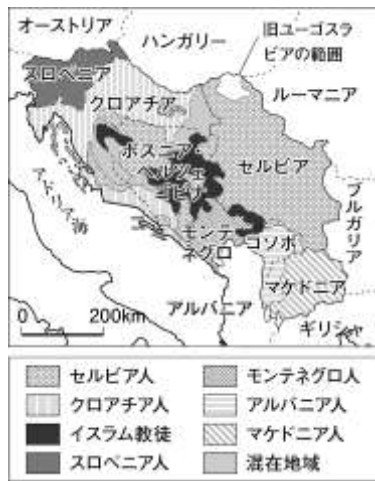 オーストリア
ハンガリー
旧ユーゴスラ
ビアの範囲
スロベニア
クロアチア
ルーマニア
ボスニア・
ヘルツェ
ゴビナ
セルビア
アドリア海
ブルガリア
モンテ
ネグロ
コソボ
マケドニア
アルバニア
ギリシャ
0 200km
セルビア人
モンテネグロ人
クロアチア人
アルバニア人
イスラム教徒
マケドニア人
スロベニア人
混在地域